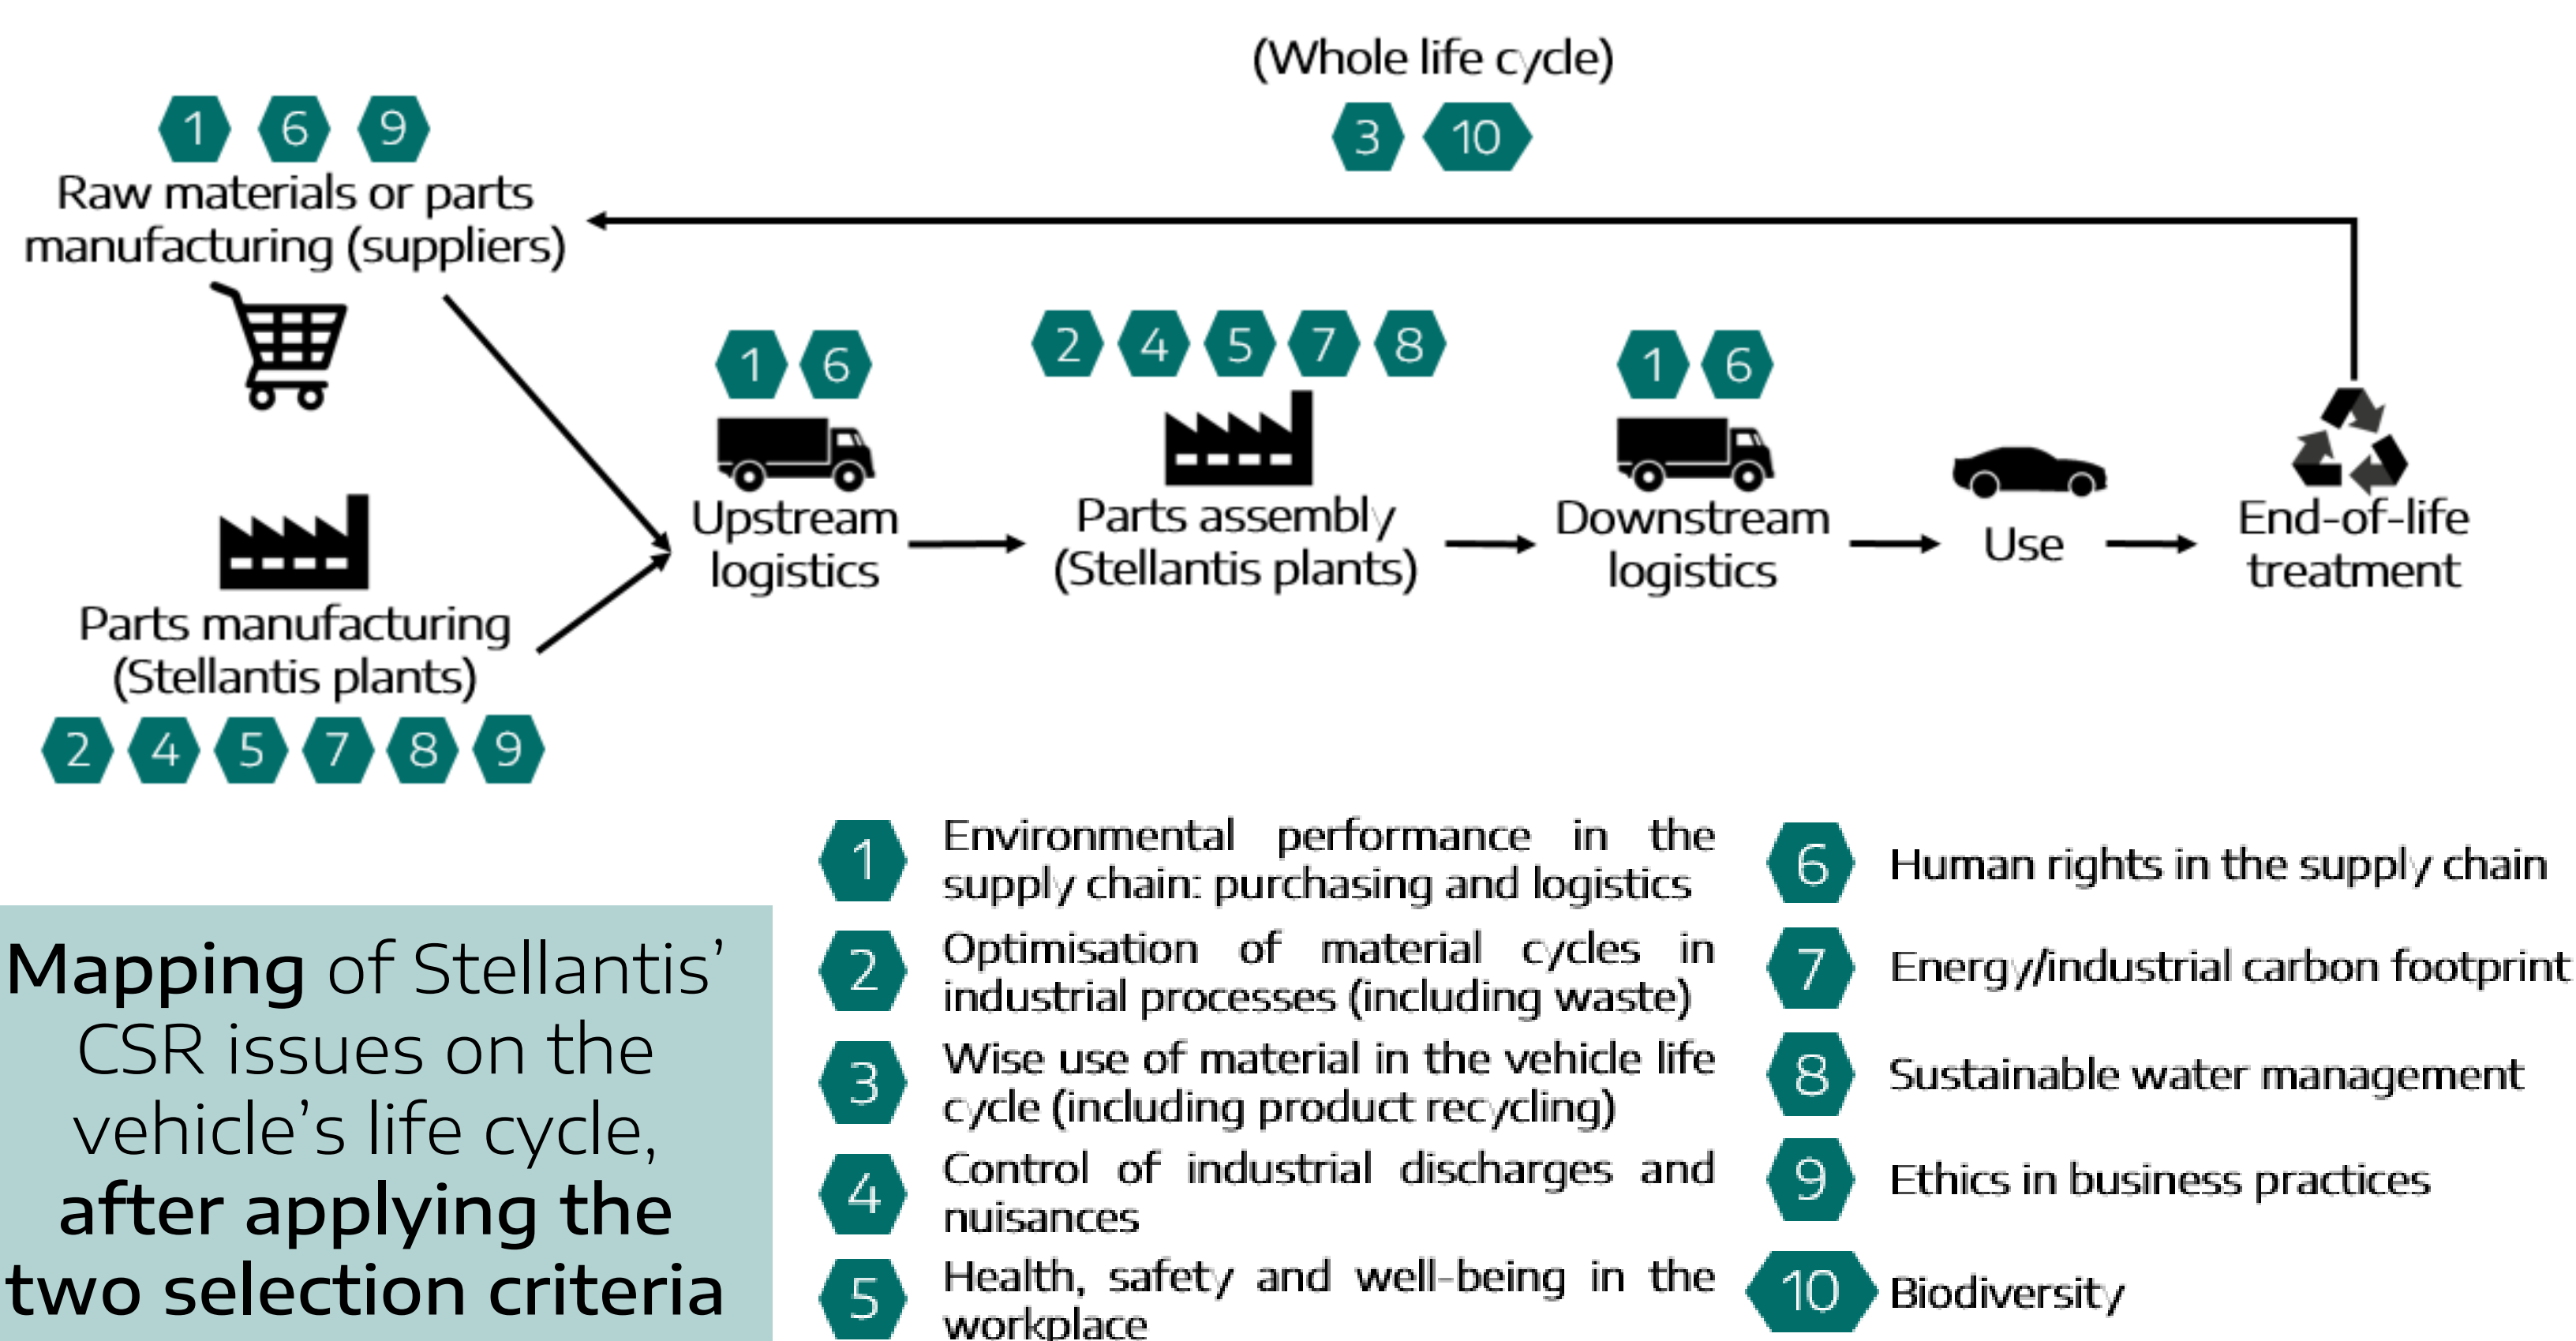 (Whole life cycle)
3 10
1 6 9
Raw materials or parts
manufacturing (suppliers)
1 6
Upstream
logistics
2 4 5 7 8
Parts assembly
(Stellantis plants)
1 6
Downstream
logistics
Use
End-of-life
treatment
Parts manufacturing
(Stellantis plants)
2 4 5 7 8 9
Mapping of Stellantis’
CSR issues on the
vehicle’s life cycle,
after applying the
two selection criteria
1 Environmental performance in the
supply chain: purchasing and logistics
2 Optimisation of material cycles in
industrial processes (including waste)
3 Wise use of material in the vehicle life
cycle (including product recycling)
4 Control of industrial discharges and
nuisances
5 Health, safety and well-being in the
workplace
6 Human rights in the supply chain
7 Energy/industrial carbon footprint
8 Sustainable water management
9 Ethics in business practices
10 Biodiversity